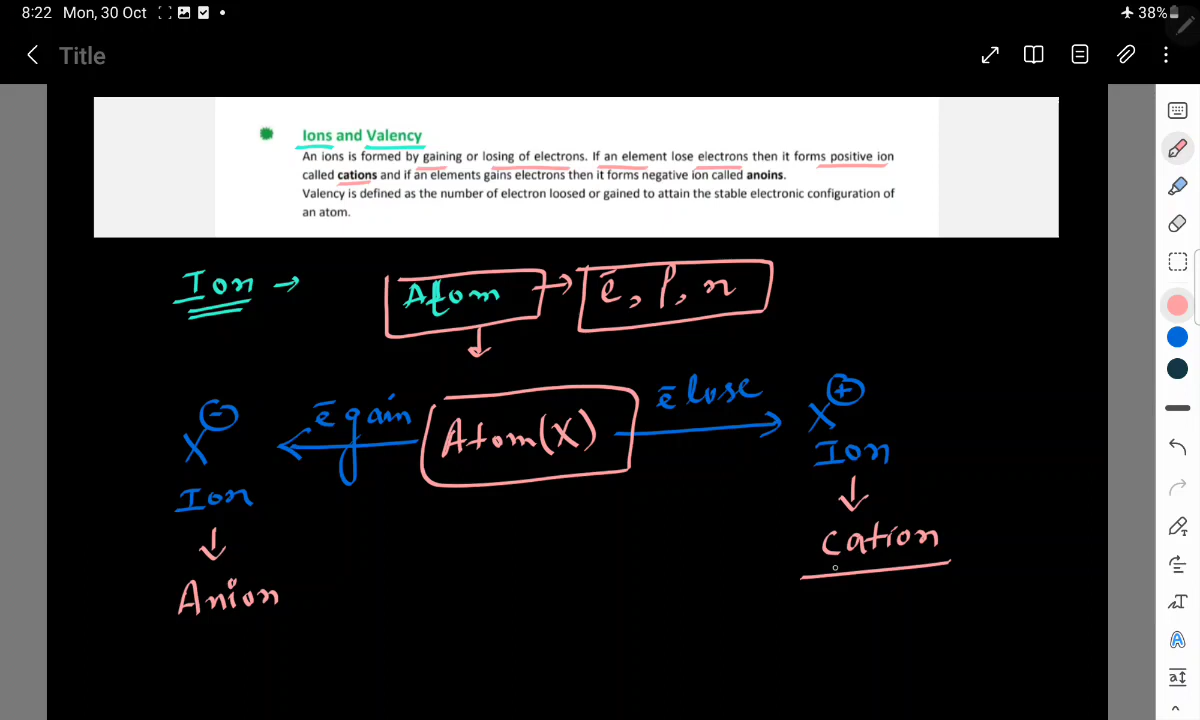 8:22 Mon, 30 Oct
38%
Title
Ions and Valency
An ions is formed by gaining or losing of electrons. If an element lose electrons then it forms positive ion
called cations and if an elements gains electrons then it forms negative ion called anoins.
Valency is defined as the number of electron loosed or gained to attain the stable electronic configuration of
an atom.
Ion → Atom → ē, p, n
X⊖ ē gain Atom(X) ē lose X⊕
Ion
Ion
Cation
Anion